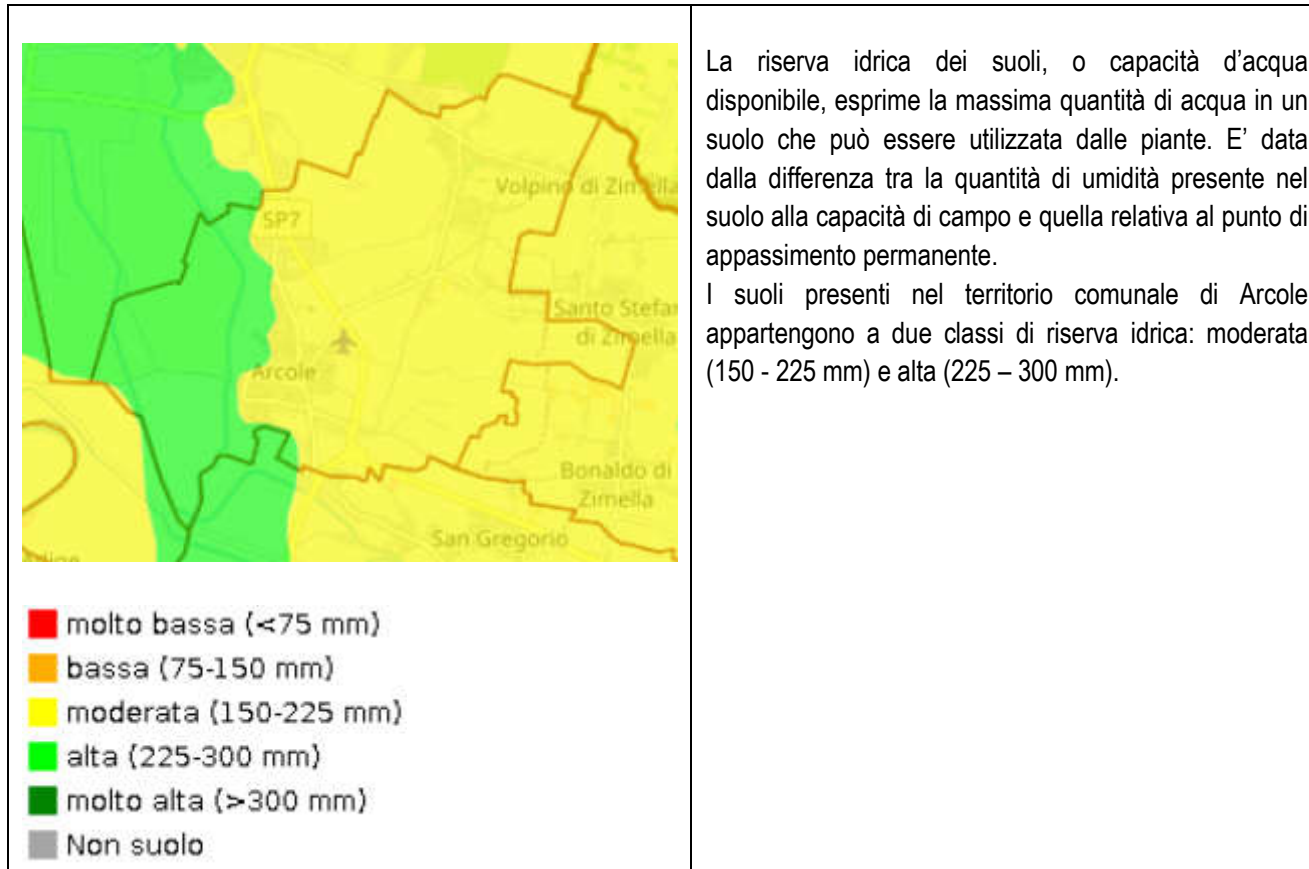 Volpino di Zimella
SP7
Santo Stefan
di Zimella
Arcole
Bonaldo di
Zimella
San Gregorio
molto bassa (<75 mm)
bassa (75-150 mm)
moderata (150-225 mm)
alta (225-300 mm)
molto alta (>300 mm)
Non suolo
La riserva idrica dei suoli, o capacità d'acqua
disponibile, esprime la massima quantità di acqua in un
suolo che può essere utilizzata dalle piante. E' data
dalla differenza tra la quantità di umidità presente nel
suolo alla capacità di campo e quella relativa al punto di
appassimento permanente.
I suoli presenti nel territorio comunale di Arcole
appartengono a due classi di riserva idrica: moderata
(150 - 225 mm) e alta (225 – 300 mm).